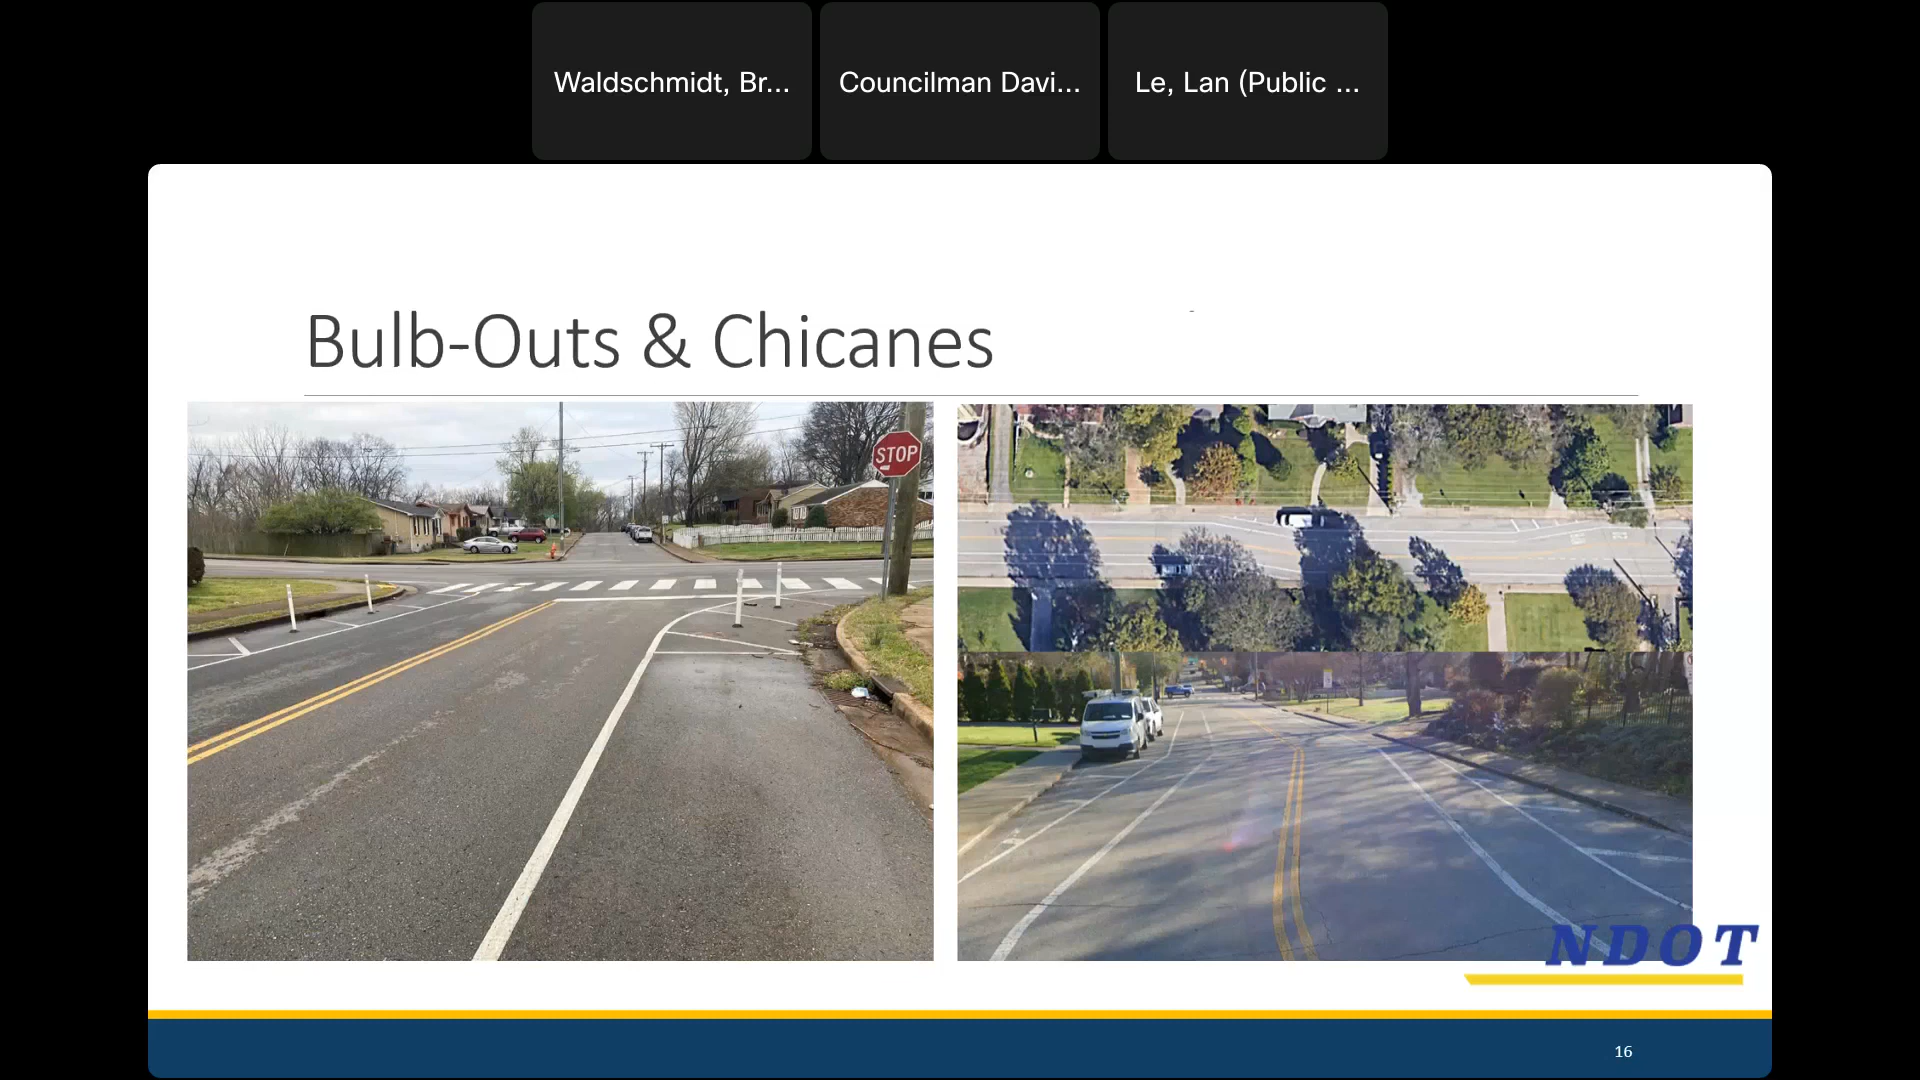 Waldschmidt, Br...
Councilman Davi...
Le, Lan (Public ...
Bulb-Outs & Chicanes
STOP
NDOT
16